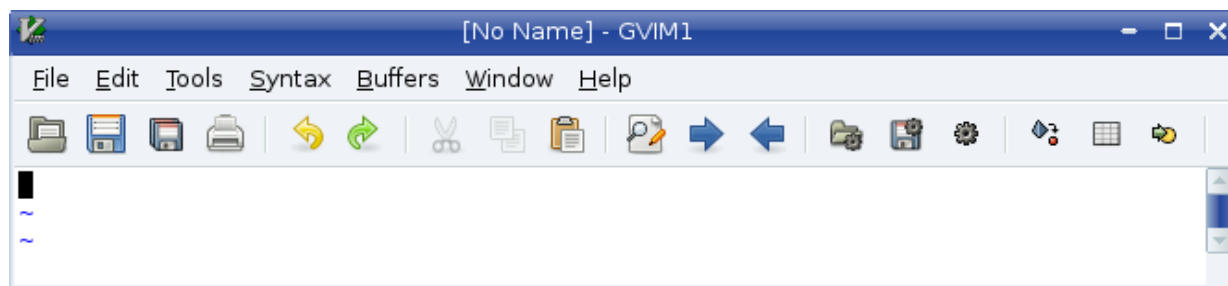 [No Name] - GVIM1
File Edit Tools Syntax Buffers Window Help
~
~